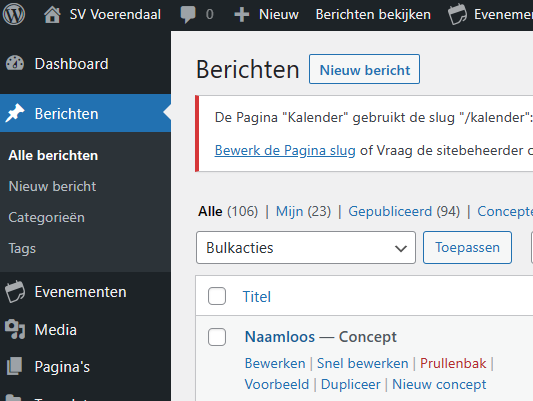 SV Voerendaal 0 Nieuw Berichten bekijken
Dashboard
Berichten
Alle berichten
Nieuw bericht
Categorieën
Tags
Evenementen
Media
Pagina's
Berichten Nieuw bericht
De Pagina "Kalender" gebruikt de slug "/kalender":
Bewerk de Pagina slug of Vraag de sitebeheerder
Alle (106) | Mijn (23) | Gepubliceerd (94) |
Bulkacties Toepassen
Titel
Naamloos — Concept
Bewerken | Snel bewerken | Prullenbak |
Voorbeeld | Dupliceer | Nieuw concept